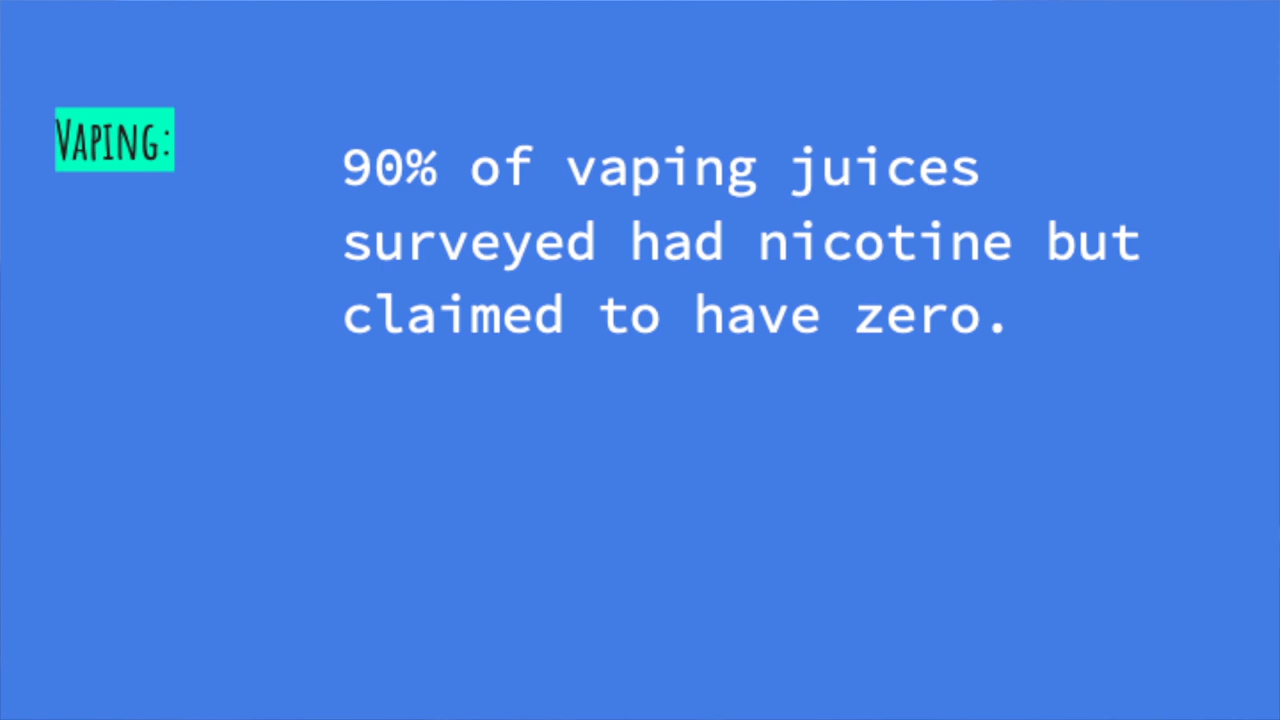 Vaping:
90% of vaping juices
surveyed had nicotine but
claimed to have zero.